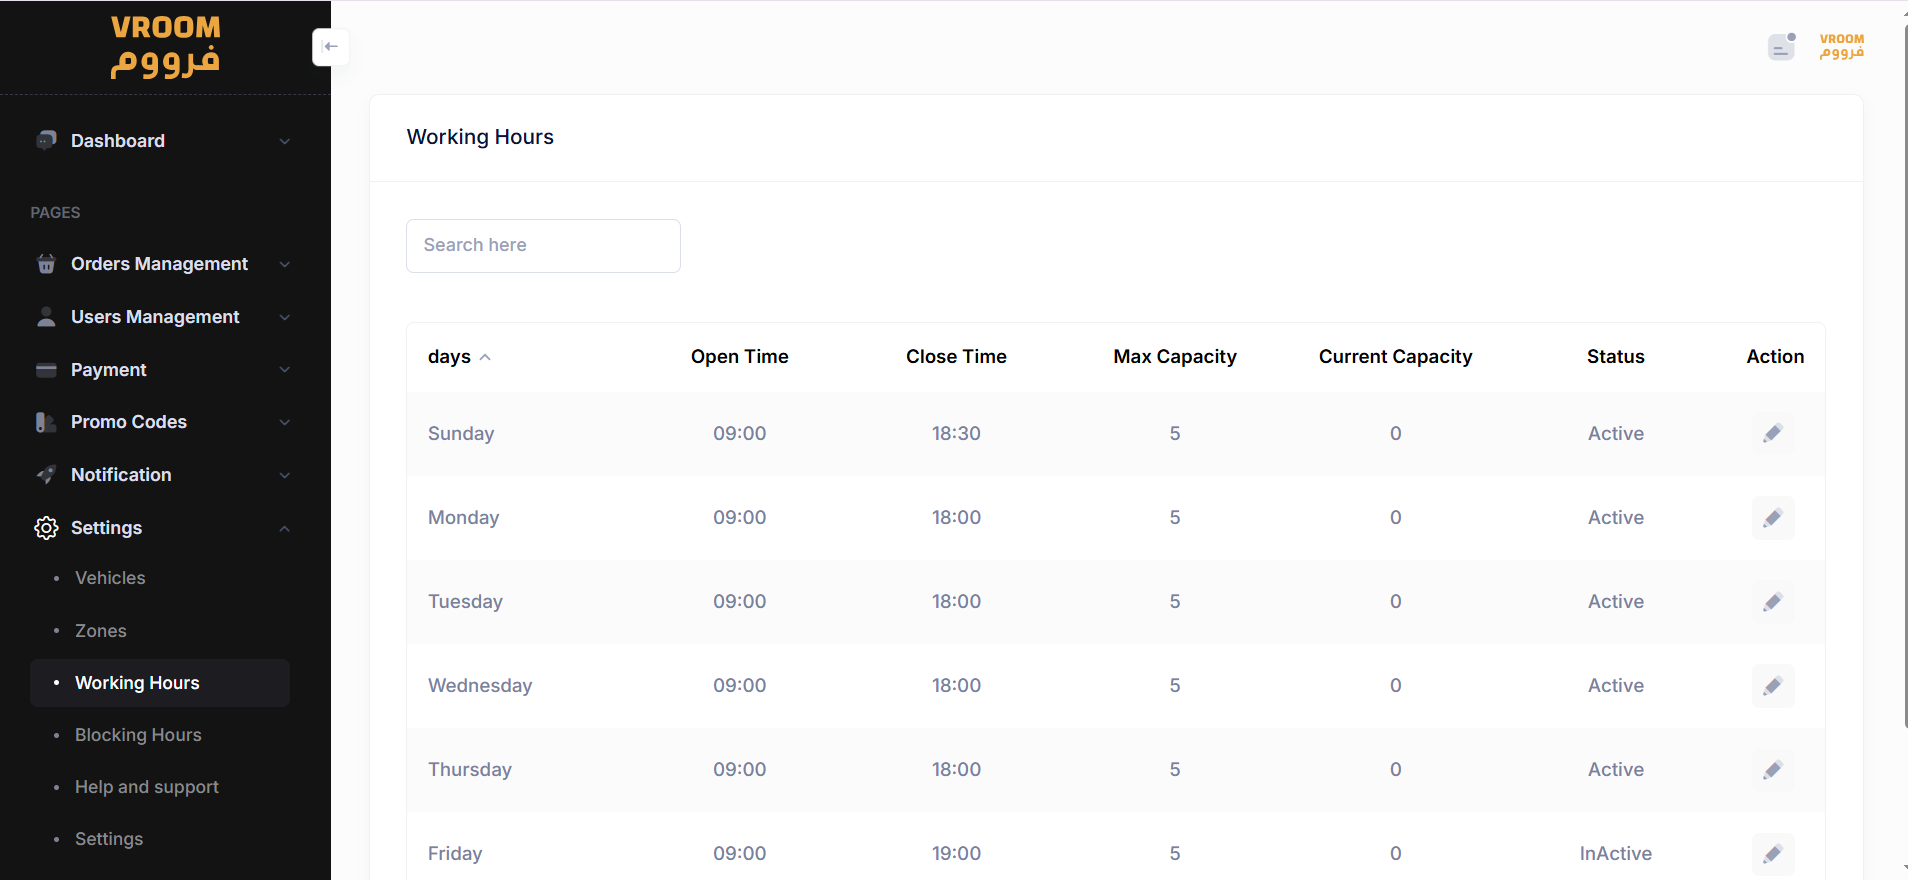 VROOM
فرووم
Dashboard
PAGES
Orders Management
Users Management
Payment
Promo Codes
Notification
Settings
Vehicles
Zones
Working Hours
Blocking Hours
Help and support
Settings
VROOM
فرووم
Working Hours
Search here
days Open Time Close Time Max Capacity Current Capacity Status Action
Sunday 09:00 18:30 5 0 Active
Monday 09:00 18:00 5 0 Active
Tuesday 09:00 18:00 5 0 Active
Wednesday 09:00 18:00 5 0 Active
Thursday 09:00 18:00 5 0 Active
Friday 09:00 19:00 5 0 InActive